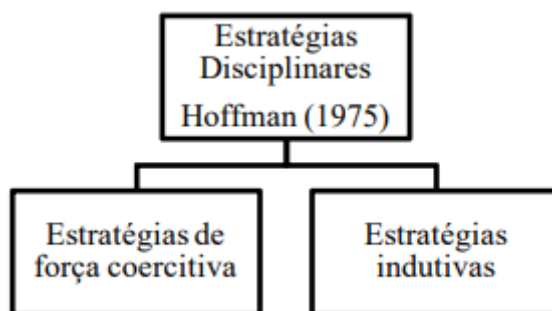 Estratégias
Disciplinares
Hoffman (1975)
Estratégias de
força coercitiva
Estratégias
indutivas